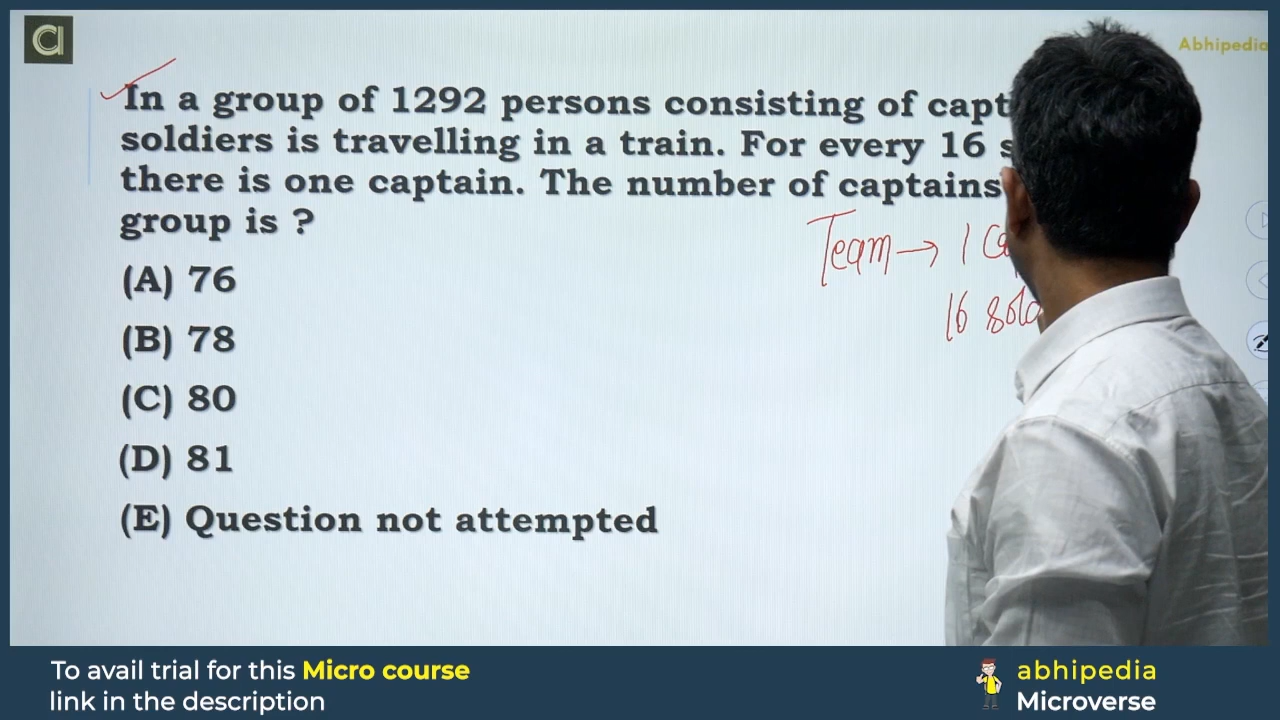 Abhipedia
In a group of 1292 persons consisting of capt
soldiers is travelling in a train. For every 16 s
there is one captain. The number of captains
group is ?
Team → 1 Ca
16 sold
(A) 76
(B) 78
(C) 80
(D) 81
(E) Question not attempted
To avail trial for this Micro course
link in the description
abhipedia
Microverse